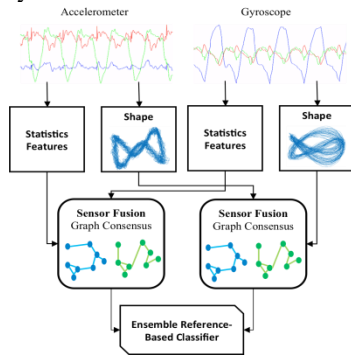 Accelerometer
Gyroscope
Statistics
Features
Shape
Statistics
Features
Shape
Sensor Fusion
Graph Consensus
Sensor Fusion
Graph Consensus
Ensemble Reference-
Based Classifier